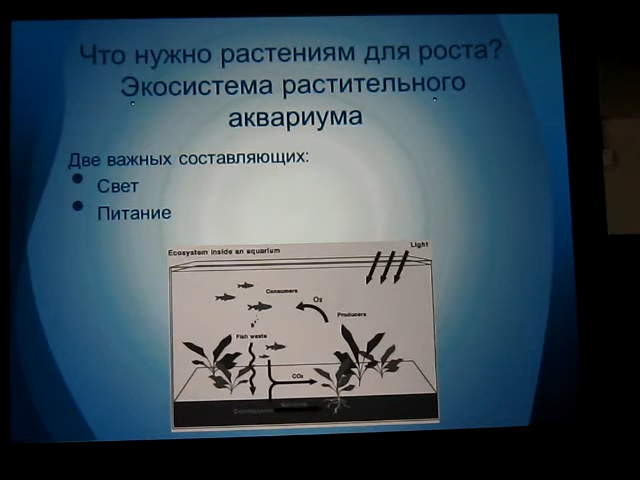 Что нужно растениям для роста?
Экосистема растительного
аквариума
Две важных составляющих:
Свет
Питание
Ecosystem inside an aquarium
Light
Consumers
O₂
Producers
Fish waste
CO₂